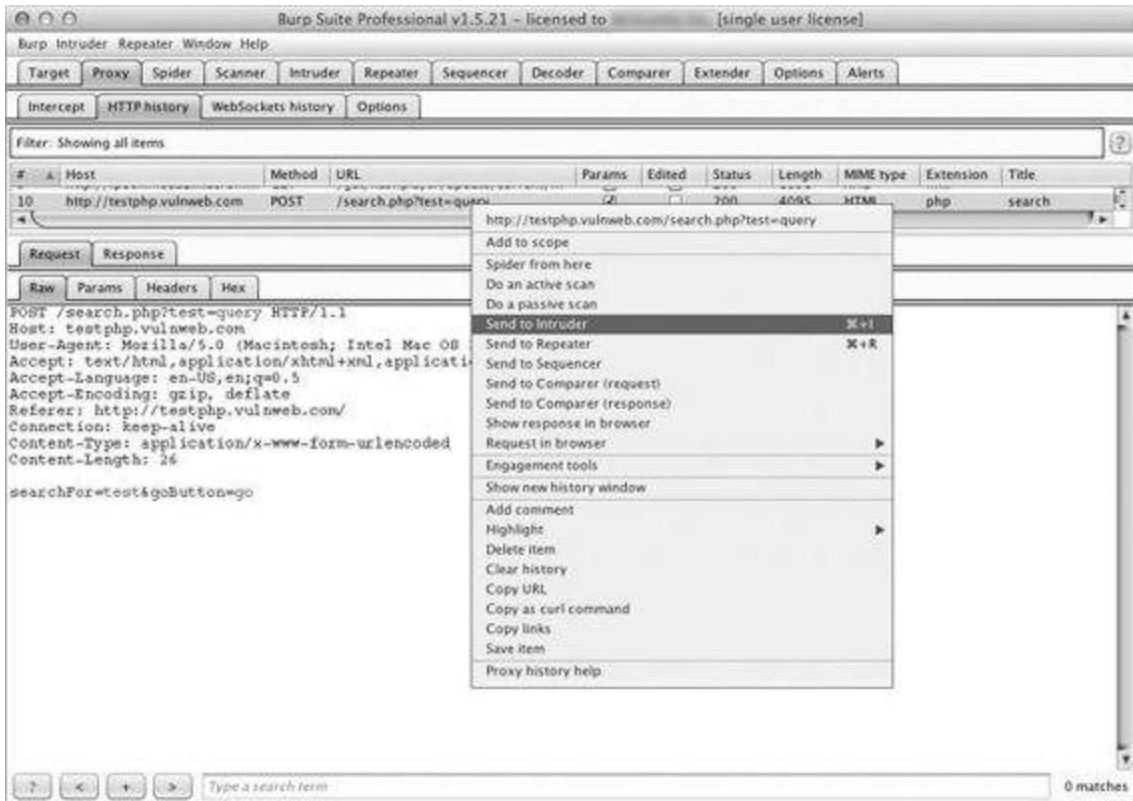 Burp Suite Professional v1.5.21 - licensed to [single user license]
Burp Intruder Repeater Window Help
Target Proxy Spider Scanner Intruder Repeater Sequencer Decoder Comparer Extender Options Alerts
Intercept HTTP history WebSockets history Options
Filter: Showing all items
?
# Host Method URL Params Edited Status Length MIME type Extension Title
10 http://testphp.vulnweb.com POST /search.php?test=query 200 4095 HTML php search
http://testphp.vulnweb.com/search.php?test=query
Add to scope
Spider from here
Do an active scan
Do a passive scan
Send to Intruder ⌘+I
Send to Repeater ⌘+R
Send to Sequencer
Send to Comparer (request)
Send to Comparer (response)
Show response in browser
Request in browser
Engagement tools
Show new history window
Add comment
Highlight
Delete item
Clear history
Copy URL
Copy as curl command
Copy links
Save item
Proxy history help
Request Response
Raw Params Headers Hex
POST /search.php?test=query HTTP/1.1
Host: testphp.vulnweb.com
User-Agent: Mozilla/5.0 (Macintosh; Intel Mac OS
Accept: text/html,application/xhtml+xml,applicati
Accept-Language: en-US,en;q=0.5
Accept-Encoding: gzip, deflate
Referer: http://testphp.vulnweb.com/
Connection: keep-alive
Content-Type: application/x-www-form-urlencoded
Content-Length: 26
searchFor=test&goButton=go
? < + > Type a search term 0 matches